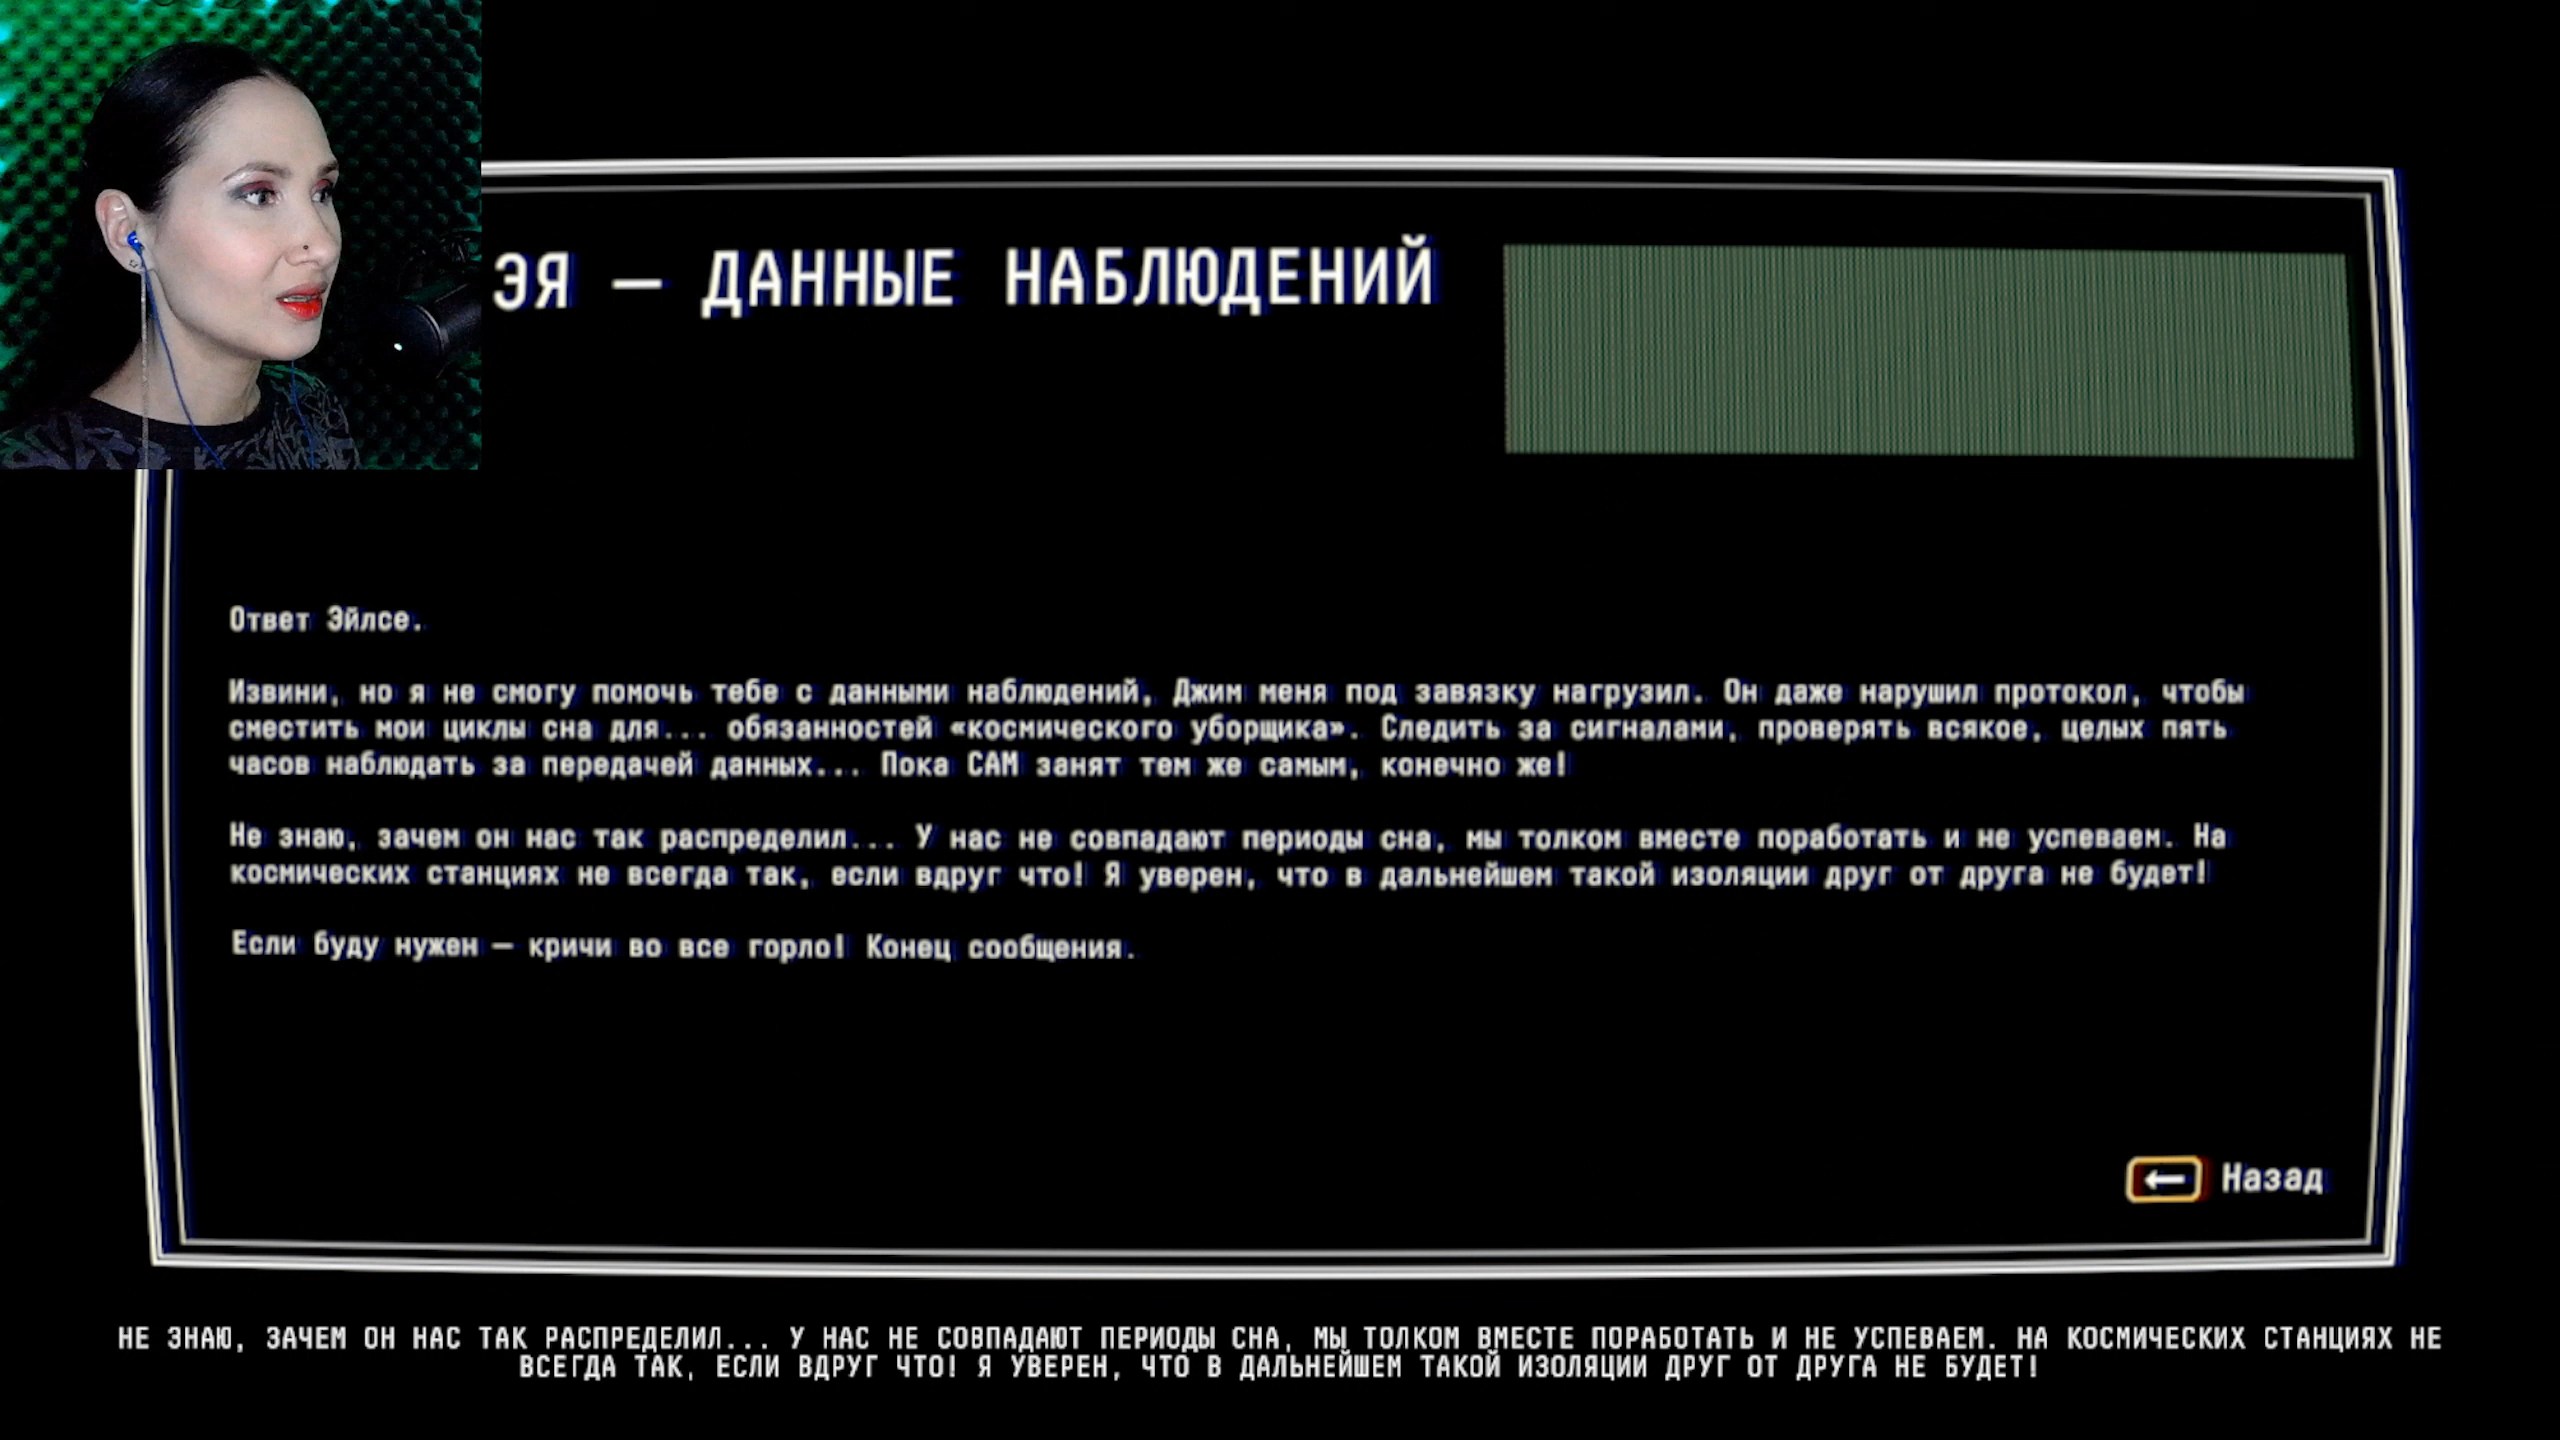 ЭЯ — ДАННЫЕ НАБЛЮДЕНИЙ
Ответ Эйлсе.
Извини, но я не смогу помочь тебе с данными наблюдений, Джим меня под завязку нагрузил. Он даже нарушил протокол, чтобы
сместить мои циклы сна для... обязанностей «космического уборщика». Следить за сигналами, проверять всякое, целых пять
часов наблюдать за передачей данных... Пока САМ занят тем же самым, конечно же!
Не знаю, зачем он нас так распределил... У нас не совпадают периоды сна, мы толком вместе поработать и не успеваем. На
космических станциях не всегда так, если вдруг что! Я уверен, что в дальнейшем такой изоляции друг от друга не будет!
Если буду нужен — кричи во все горло! Конец сообщения.
← Назад
НЕ ЗНАЮ, ЗАЧЕМ ОН НАС ТАК РАСПРЕДЕЛИЛ... У НАС НЕ СОВПАДАЮТ ПЕРИОДЫ СНА, МЫ ТОЛКОМ ВМЕСТЕ ПОРАБОТАТЬ И НЕ УСПЕВАЕМ. НА КОСМИЧЕСКИХ СТАНЦИЯХ НЕ
ВСЕГДА ТАК, ЕСЛИ ВДРУГ ЧТО! Я УВЕРЕН, ЧТО В ДАЛЬНЕЙШЕМ ТАКОЙ ИЗОЛЯЦИИ ДРУГ ОТ ДРУГА НЕ БУДЕТ!